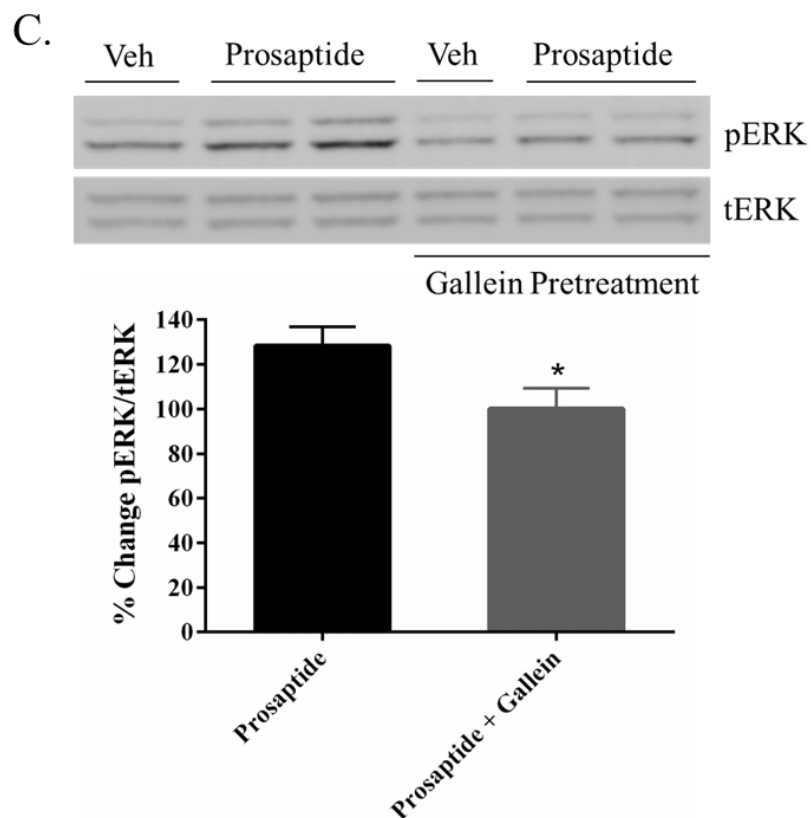 C.
Veh Prosaptide Veh Prosaptide
pERK
tERK
Gallein Pretreatment
% Change pERK/tERK
140
120
100
80
60
40
20
0
*
Prosaptide
Prosaptide + Gallein